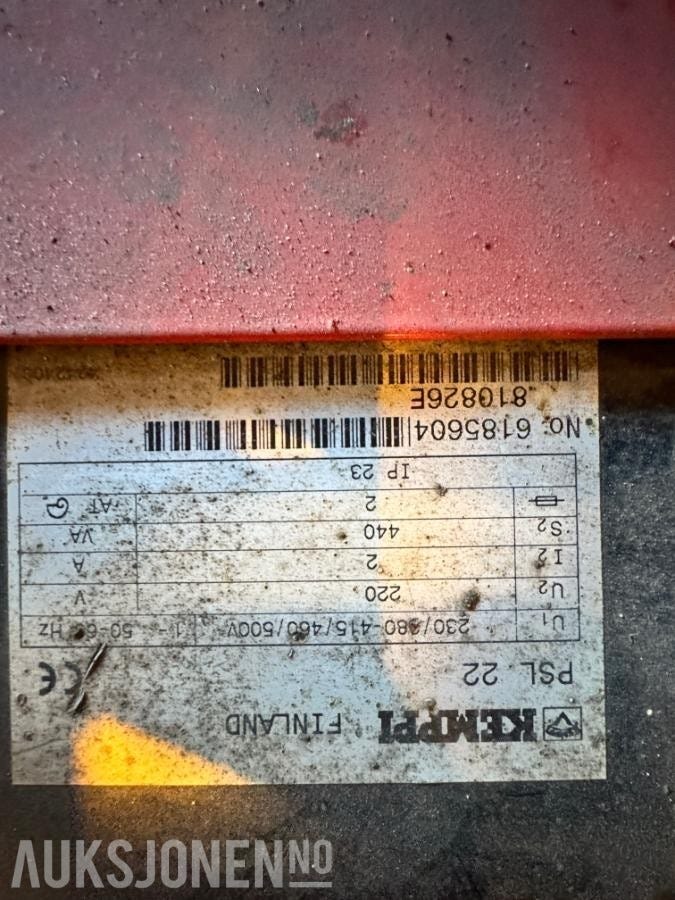 KEMPPI FINLAND
PSL 22 CE
U1 230/380-415/460/500V 1~ 50-60 Hz
U2 220 V
I2 2 A
S2 440 VA
2 AT
IP 23
No. 6185604
810826E
AUKSJONEN.NO